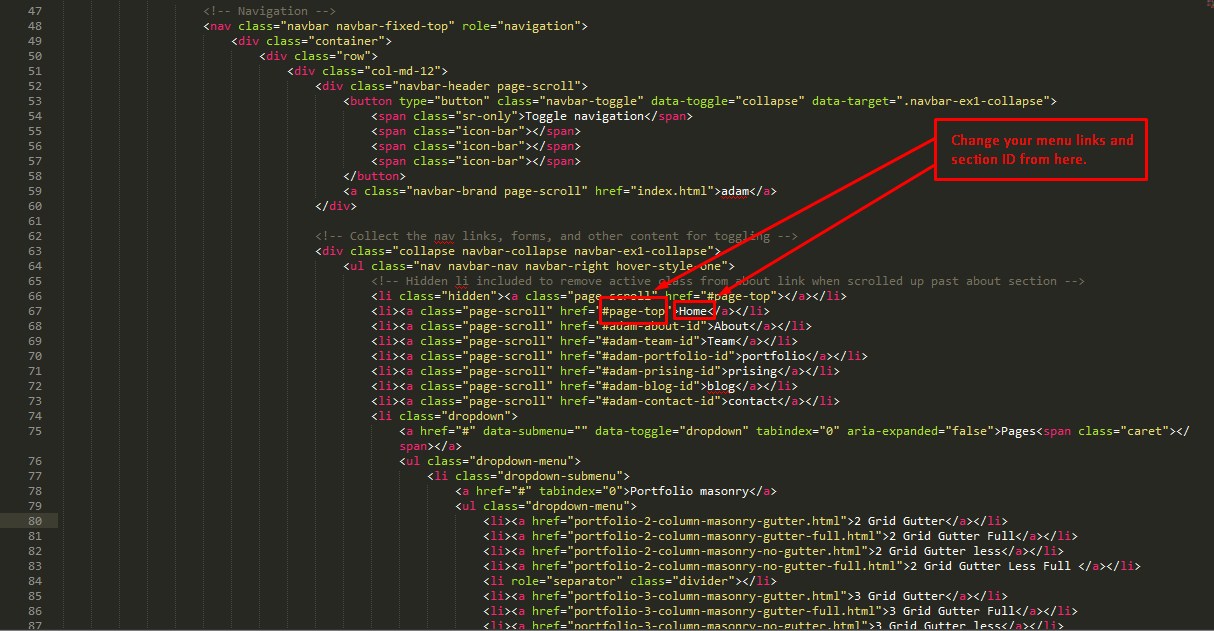 47 <!-- Navigation -->
48 <nav class="navbar navbar-fixed-top" role="navigation">
49 <div class="container">
50 <div class="row">
51 <div class="col-md-12">
52 <div class="navbar-header page-scroll">
53 <button type="button" class="navbar-toggle" data-toggle="collapse" data-target=".navbar-ex1-collapse">
54 <span class="sr-only">Toggle navigation</span>
55 <span class="icon-bar"></span>
56 <span class="icon-bar"></span>
57 <span class="icon-bar"></span>
58 </button>
59 <a class="navbar-brand page-scroll" href="index.html">adam</a>
60 </div>
61
62 <!-- Collect the nav links, forms, and other content for toggling -->
63 <div class="collapse navbar-collapse navbar-ex1-collapse">
64 <ul class="nav navbar-nav navbar-right hover-style-one">
65 <!-- Hidden li included to remove active class from about link when scrolled up past about section -->
66 <li class="hidden"><a class="page-scroll" href="#page-top"></a></li>
67 <li><a class="page-scroll" href="#page-top">Home</a></li>
68 <li><a class="page-scroll" href="#adam-about-id">About</a></li>
69 <li><a class="page-scroll" href="#adam-team-id">Team</a></li>
70 <li><a class="page-scroll" href="#adam-portfolio-id">portfolio</a></li>
71 <li><a class="page-scroll" href="#adam-prising-id">prising</a></li>
72 <li><a class="page-scroll" href="#adam-blog-id">blog</a></li>
73 <li><a class="page-scroll" href="#adam-contact-id">contact</a></li>
74 <li class="dropdown">
75 <a href="#" data-submenu="" data-toggle="dropdown" tabindex="0" aria-expanded="false">Pages<span class="caret"></
span></a>
76 <ul class="dropdown-menu">
77 <li class="dropdown-submenu">
78 <a href="#" tabindex="0">Portfolio masonry</a>
79 <ul class="dropdown-menu">
80 <li><a href="portfolio-2-column-masonry-gutter.html">2 Grid Gutter</a></li>
81 <li><a href="portfolio-2-column-masonry-gutter-full.html">2 Grid Gutter Full</a></li>
82 <li><a href="portfolio-2-column-masonry-no-gutter.html">2 Grid Gutter less</a></li>
83 <li><a href="portfolio-2-column-masonry-no-gutter-full.html">2 Grid Gutter Less Full </a></li>
84 <li role="separator" class="divider"></li>
85 <li><a href="portfolio-3-column-masonry-gutter.html">3 Grid Gutter</a></li>
86 <li><a href="portfolio-3-column-masonry-gutter-full.html">3 Grid Gutter Full</a></li>
87 <li><a href="portfolio-3-column-masonry-no-gutter.html">3 Grid Gutter less</a></li>
Change your menu links and
section ID from here.